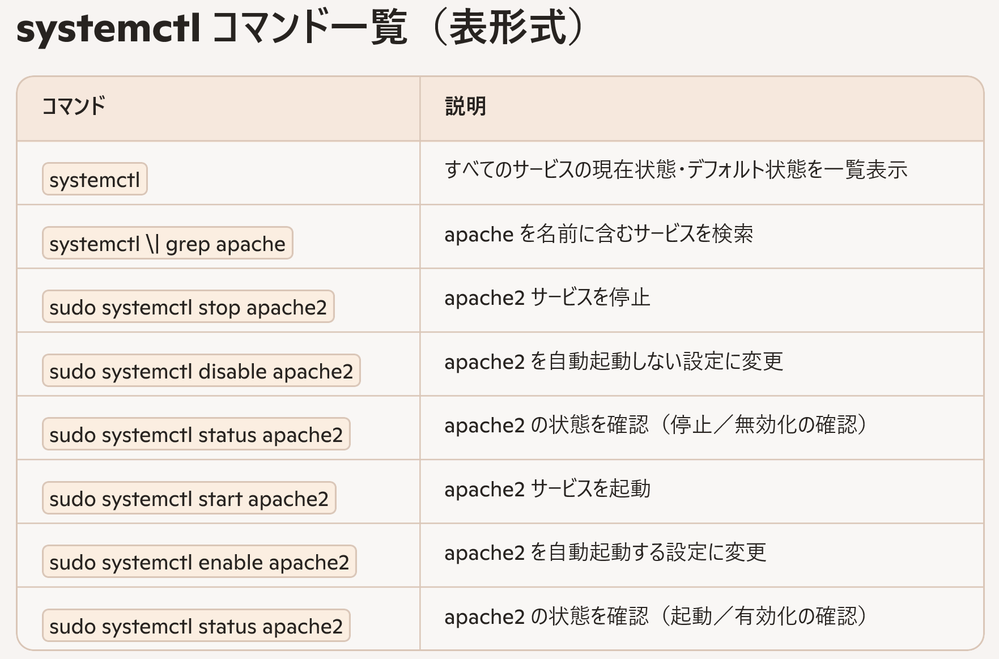 systemctl コマンド一覧（表形式）
コマンド 説明
systemctl すべてのサービスの現在状態・デフォルト状態を一覧表示
systemctl \| grep apache apache を名前に含むサービスを検索
sudo systemctl stop apache2 apache2 サービスを停止
sudo systemctl disable apache2 apache2 を自動起動しない設定に変更
sudo systemctl status apache2 apache2 の状態を確認（停止／無効化の確認）
sudo systemctl start apache2 apache2 サービスを起動
sudo systemctl enable apache2 apache2 を自動起動する設定に変更
sudo systemctl status apache2 apache2 の状態を確認（起動／有効化の確認）